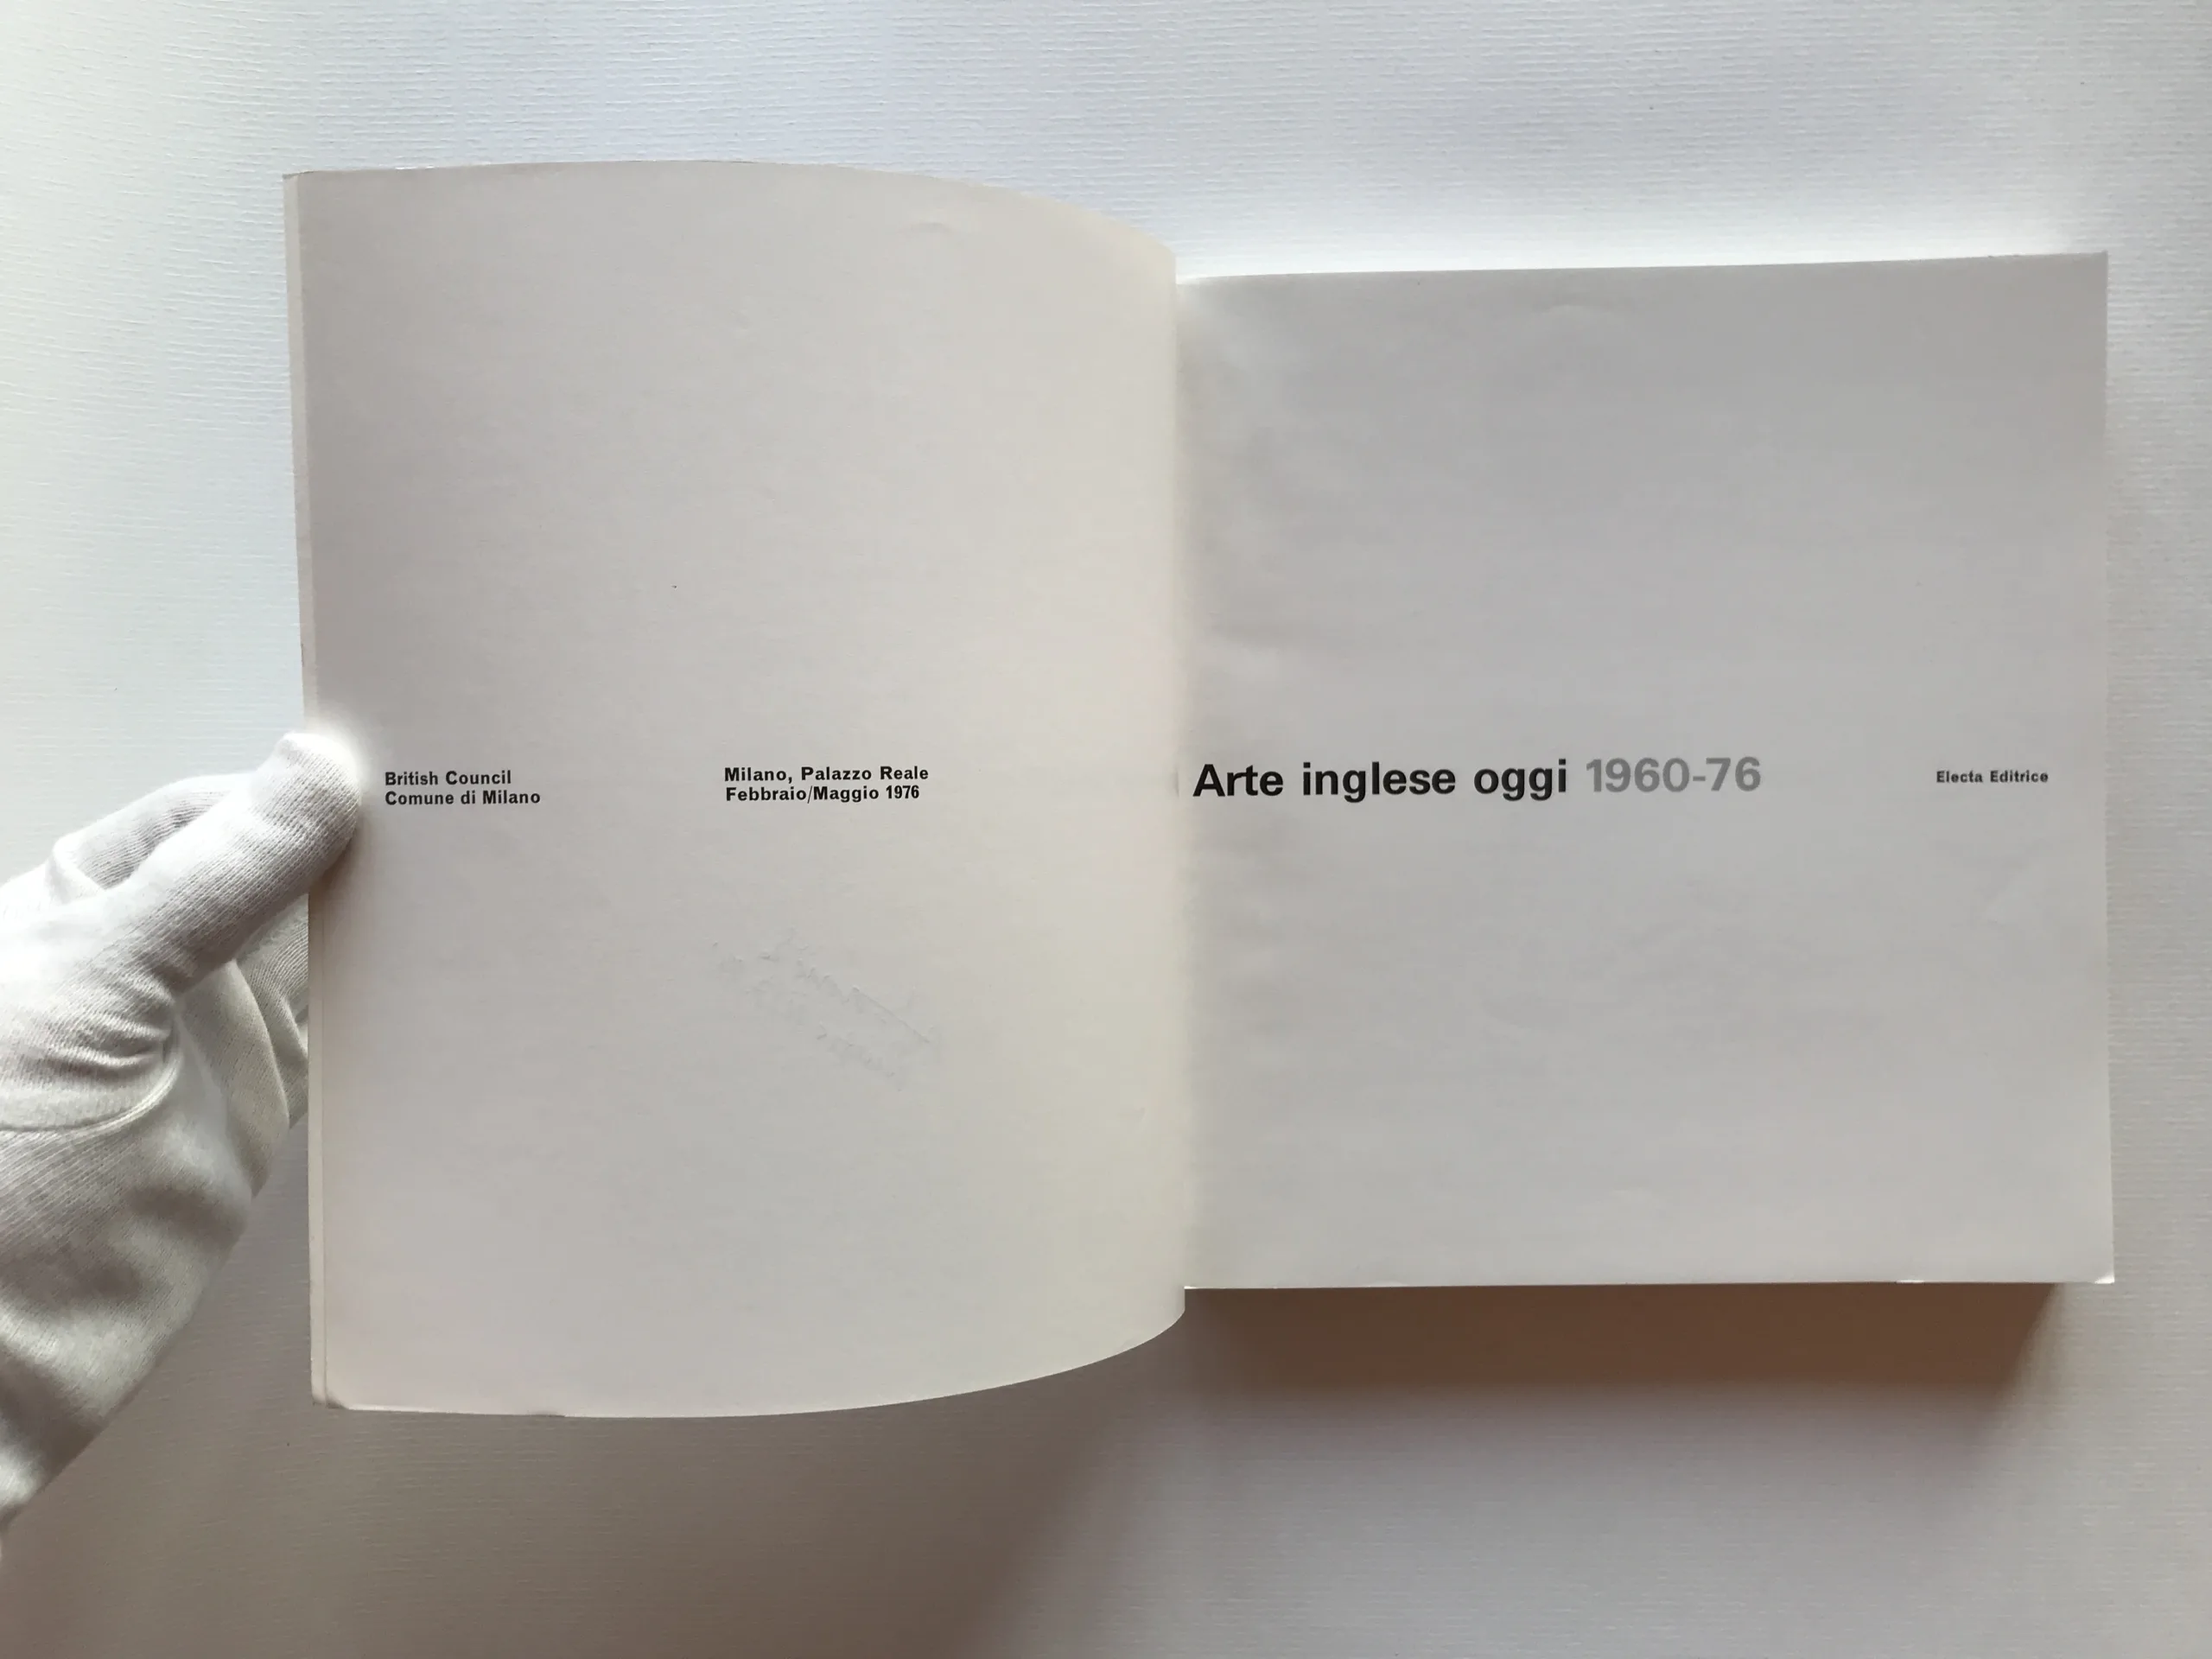 British Council
Comune di Milano
Milano, Palazzo Reale
Febbraio/Maggio 1976
Arte inglese oggi 1960-76
Electa Editrice